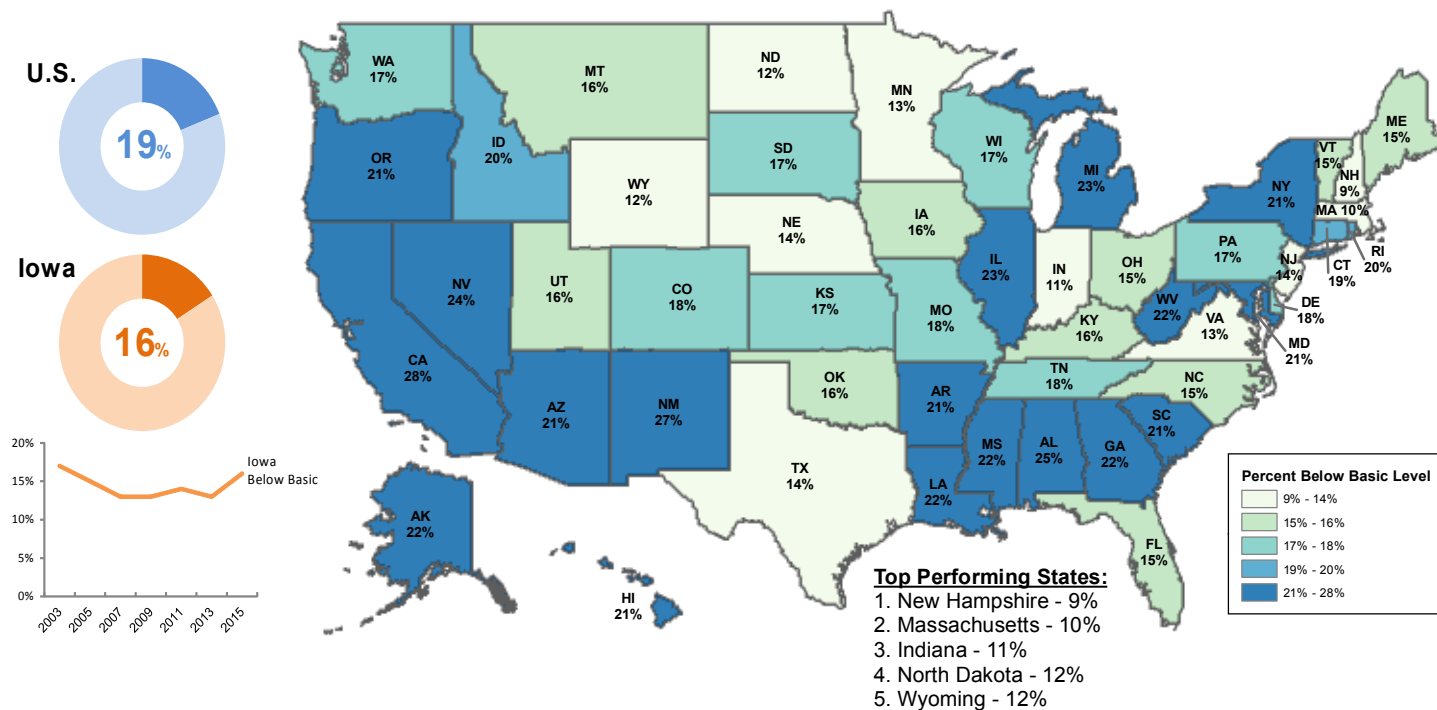 U.S.
19%
Iowa
16%
20%
15%
10%
5%
0%
Iowa
Below Basic
2003
2005
2007
2009
2011
2013
2015
WA
17%
MT
16%
ND
12%
MN
13%
ME
15%
OR
21%
ID
20%
SD
17%
WI
17%
MI
23%
VT
15%
NH
9%
NY
21%
MA 10%
WY
12%
IA
16%
NE
14%
PA
17%
NJ
14%
CT
19%
RI
20%
NV
24%
UT
16%
CO
18%
KS
17%
MO
18%
IL
23%
IN
11%
OH
15%
WV
22%
VA
13%
DE
18%
MD
21%
KY
16%
CA
28%
AZ
21%
NM
27%
OK
16%
AR
21%
TN
18%
NC
15%
SC
21%
MS
22%
AL
25%
GA
22%
TX
14%
LA
22%
FL
15%
AK
22%
HI
21%
Percent Below Basic Level
9% - 14%
15% - 16%
17% - 18%
19% - 20%
21% - 28%
Top Performing States:
1. New Hampshire - 9%
2. Massachusetts - 10%
3. Indiana - 11%
4. North Dakota - 12%
5. Wyoming - 12%